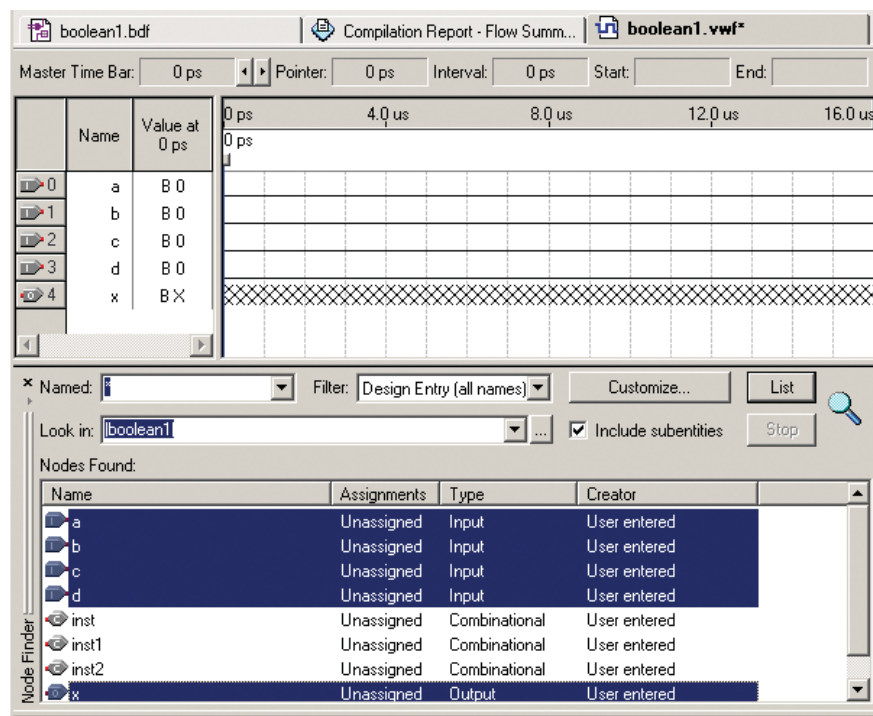 boolean1.bdf Compilation Report - Flow Summ... boolean1.vwf*
Master Time Bar: 0 ps Pointer: 0 ps Interval: 0 ps Start: End:
Name Value at 0 ps 0 ps 4.0 us 8.0 us 12.0 us 16.0 us
0 ps
0 a B 0
1 b B 0
2 c B 0
3 d B 0
4 x B X
Named: * Filter: Design Entry (all names) Customize... List
Look in: |boolean1| ... Include subentities Stop
Nodes Found:
Name Assignments Type Creator
a Unassigned Input User entered
b Unassigned Input User entered
c Unassigned Input User entered
d Unassigned Input User entered
inst Unassigned Combinational User entered
inst1 Unassigned Combinational User entered
inst2 Unassigned Combinational User entered
x Unassigned Output User entered
Node Finder